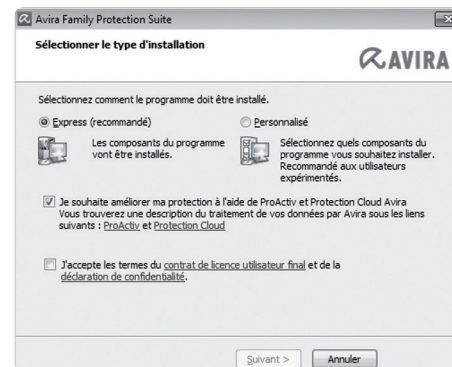 Avira Family Protection Suite
Sélectionner le type d'installation
AVIRA
Sélectionnez comment le programme doit être installé.
Express (recommandé)
Les composants du programme
vont être installés.
Personnalisé
Sélectionnez quels composants du
programme vous souhaitez installer.
Recommandé aux utilisateurs
expérimentés.
Je souhaite améliorer ma protection à l'aide de ProActiv et Protection Cloud Avira
Vous trouverez une description du traitement de vos données par Avira sous les liens
suivants : ProActiv et Protection Cloud
J'accepte les termes du contrat de licence utilisateur final et de la
déclaration de confidentialité.
Suivant >
Annuler